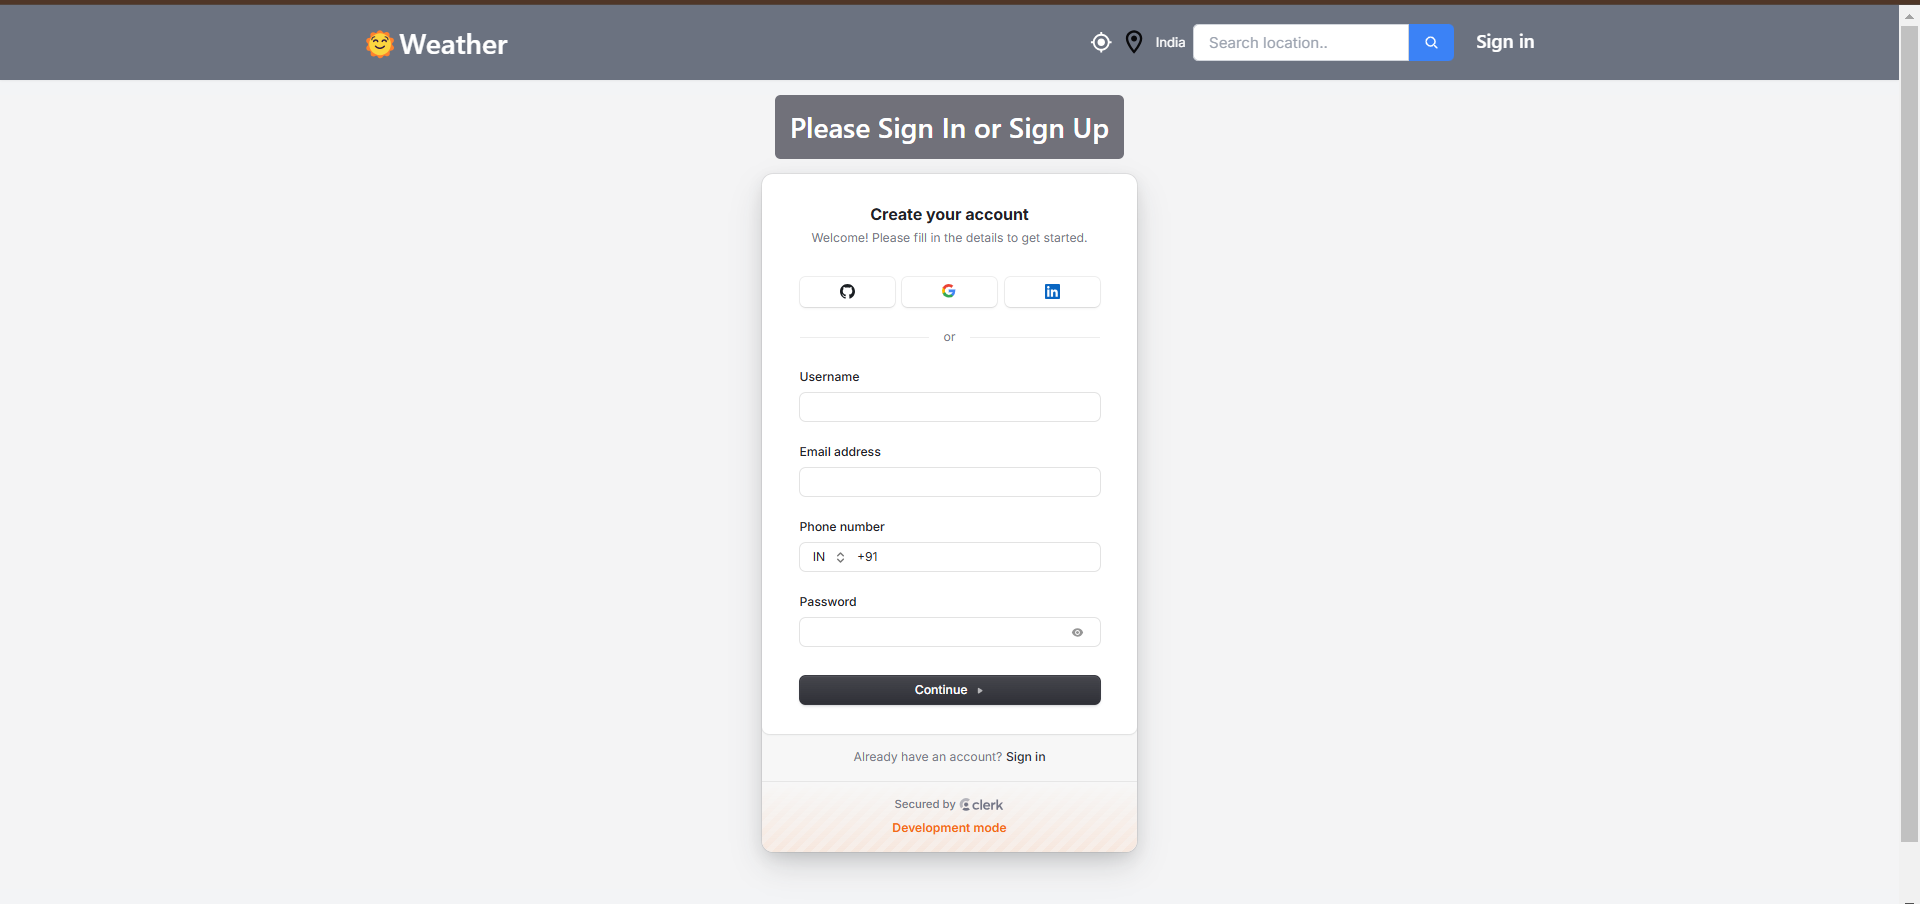 Weather
India
Search location..
Sign in
Please Sign In or Sign Up
Create your account
Welcome! Please fill in the details to get started.
or
Username
Email address
Phone number
IN +91
Password
Continue
Already have an account? Sign in
Secured by clerk
Development mode